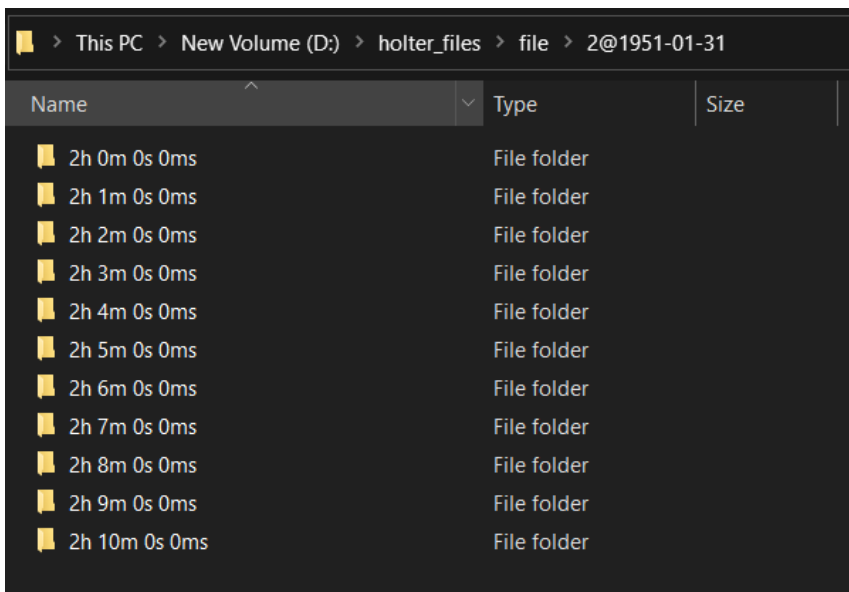 > This PC > New Volume (D:) > holter_files > file > 2@1951-01-31
Name Type Size
2h 0m 0s 0ms File folder
2h 1m 0s 0ms File folder
2h 2m 0s 0ms File folder
2h 3m 0s 0ms File folder
2h 4m 0s 0ms File folder
2h 5m 0s 0ms File folder
2h 6m 0s 0ms File folder
2h 7m 0s 0ms File folder
2h 8m 0s 0ms File folder
2h 9m 0s 0ms File folder
2h 10m 0s 0ms File folder